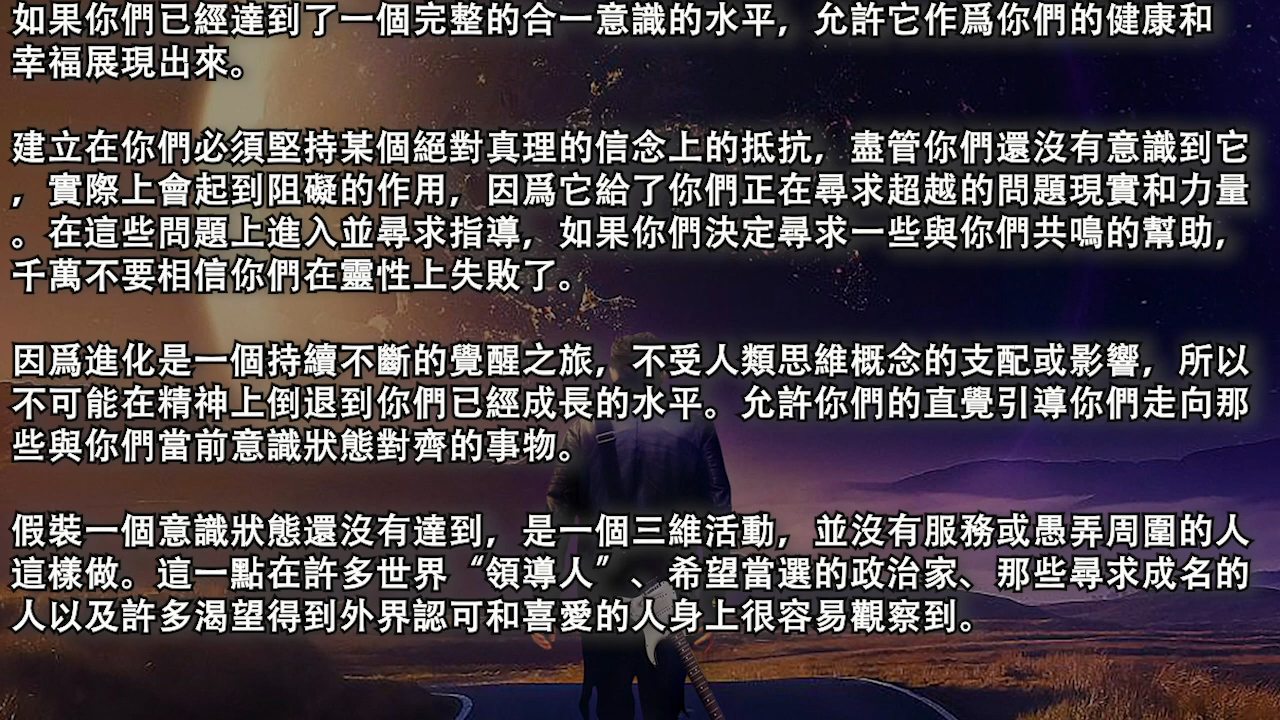 如果你們已經達到了一個完整的合一意識的水平，允許它作爲你們的健康和
幸福展現出來。
建立在你們必須堅持某個絕對真理的信念上的抵抗，盡管你們還沒有意識到它
，實際上會起到阻礙的作用，因爲它給了你們正在尋求超越的問題現實和力量
。在這些問題上進入並尋求指導，如果你們決定尋求一些與你們共鳴的幫助，
千萬不要相信你們在靈性上失敗了。
因爲進化是一個持續不斷的覺醒之旅，不受人類思維概念的支配或影響，所以
不可能在精神上倒退到你們已經成長的水平。允許你們的直覺引導你們走向那
些與你們當前意識狀態對齊的事物。
假裝一個意識狀態還沒有達到，是一個三維活動，並沒有服務或愚弄周圍的人
這樣做。這一點在許多世界“領導人”、希望當選的政治家、那些尋求成名的
人以及許多渴望得到外界認可和喜愛的人身上很容易觀察到。